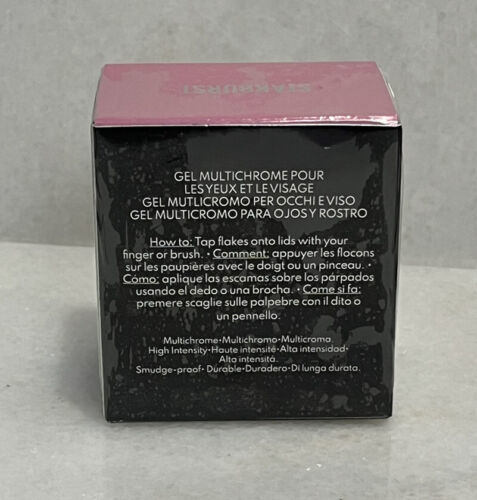 STARBURST
GEL MULTICHROME POUR
LES YEUX ET LE VISAGE
GEL MUTLICROMO PER OCCHI E VISO
GEL MULTICROMO PARA OJOS Y ROSTRO
How to: Tap flakes onto lids with your
finger or brush. • Comment: appuyer les flocons
sur les paupières avec le doigt ou un pinceau. •
Cómo: aplique las escamas sobre los párpados
usando el dedo o una brocha. • Come si fa:
premere scaglie sulle palpebre con il dito o
un pennello.
Multichrome•Multichromo•Multicroma.
High Intensity•Haute intensité•Alta intensidad•
Alta intensitá.
Smudge-proof• Durable•Duradero•Di lunga durata.